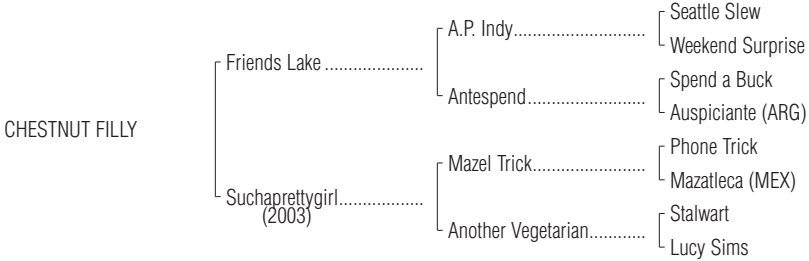 CHESTNUT FILLY
Friends Lake ....................
Suchaprettygirl.................
(2003)
A.P. Indy...........................
Antespend........................
Mazel Trick.......................
Another Vegetarian............
Seattle Slew
Weekend Surprise
Spend a Buck
Auspiciante (ARG)
Phone Trick
Mazatleca (MEX)
Stalwart
Lucy Sims